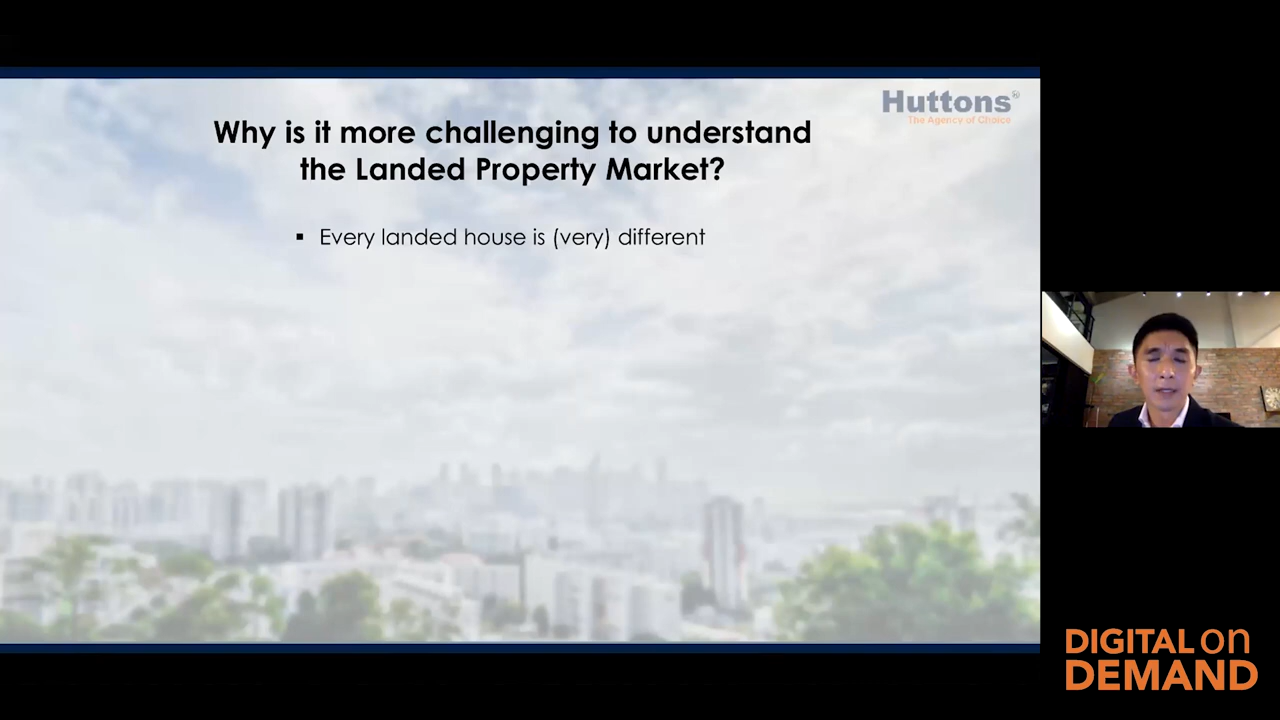 Huttons®
The Agency of Choice
Why is it more challenging to understand
the Landed Property Market?
▪ Every landed house is (very) different
DIGITAL on
DEMAND